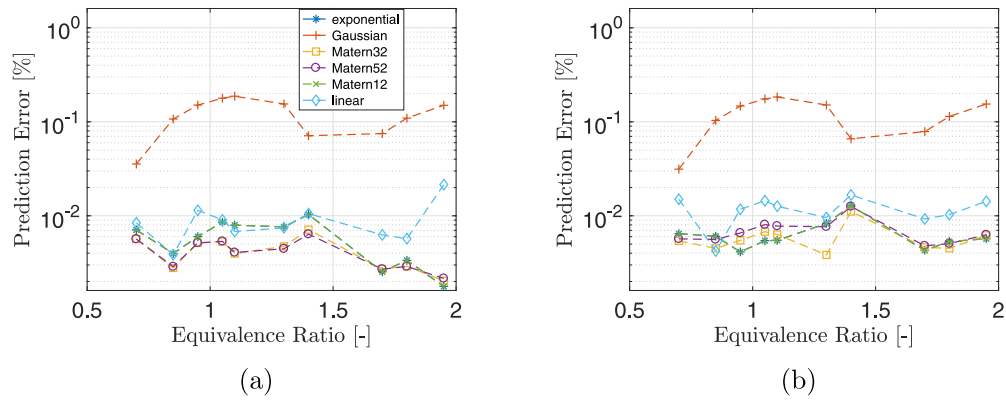 exponential
Gaussian
Matern32
Matern52
Matern12
linear
Prediction Error [%]
10^0
10^-1
10^-2
0.5 1 1.5 2
Equivalence Ratio [-]
(a)
Prediction Error [%]
10^0
10^-1
10^-2
0.5 1 1.5 2
Equivalence Ratio [-]
(b)